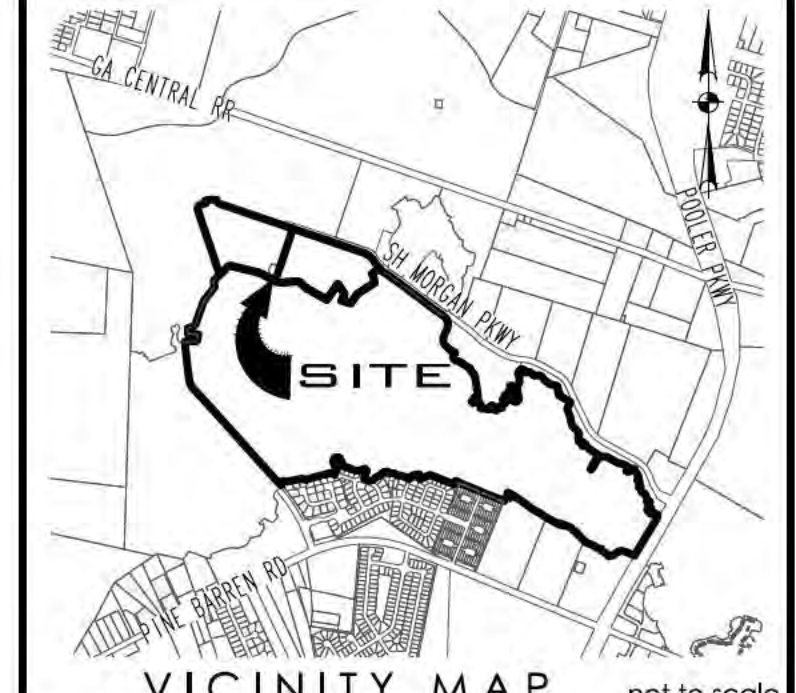 GA CENTRAL RR
POOLER PKWY
SH MORGAN PKWY
SITE
PINE BARREN RD
VICINITY MAP
not to scale